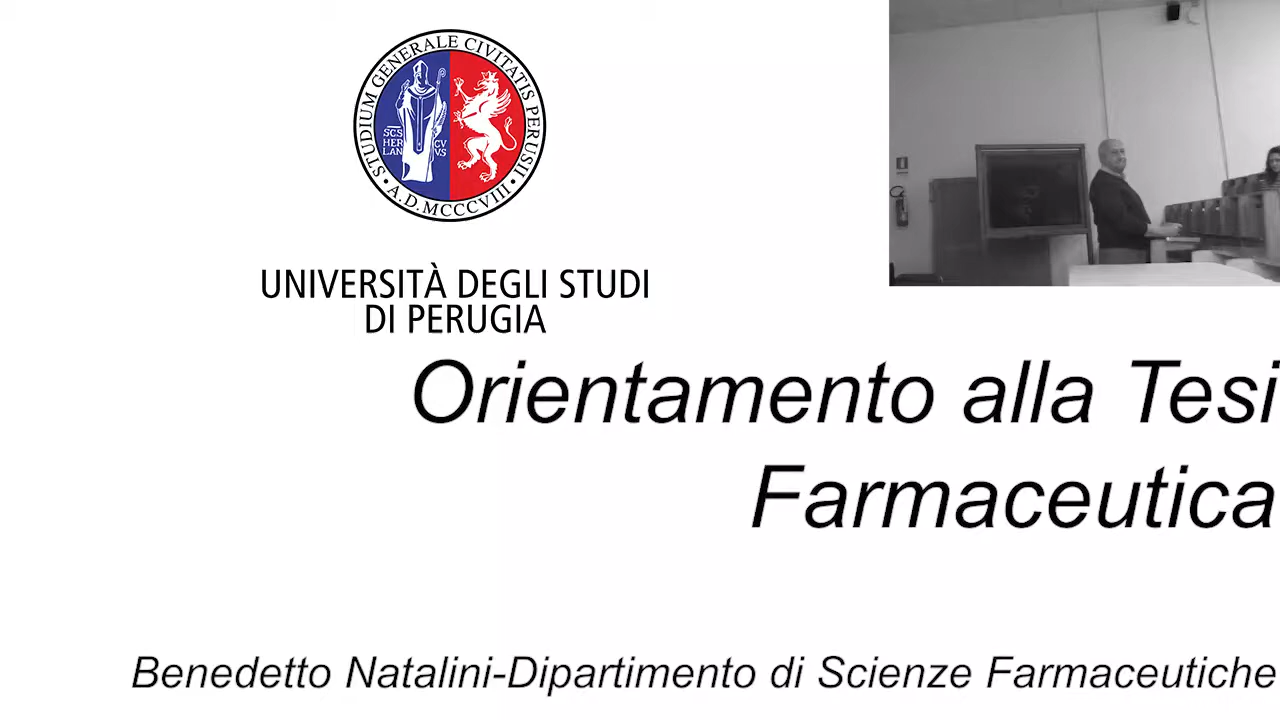 STUDIUM GENERALE CIVITATIS PERUSII
SCS
HER CV
LAN VS
• A.D. MCCCVIII •
UNIVERSITÀ DEGLI STUDI
DI PERUGIA
Orientamento alla Tesi
Farmaceutica
Benedetto Natalini-Dipartimento di Scienze Farmaceutiche